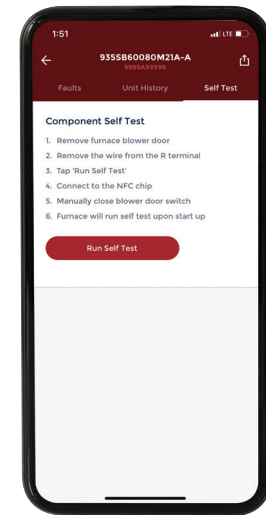 1:51
LTE
935SB60080M21A-A
9999A99999
Faults
Unit History
Self Test
Component Self Test
1. Remove furnace blower door
2. Remove the wire from the R terminal
3. Tap 'Run Self Test'
4. Connect to the NFC chip
5. Manually close blower door switch
6. Furnace will run self test upon start up
Run Self Test